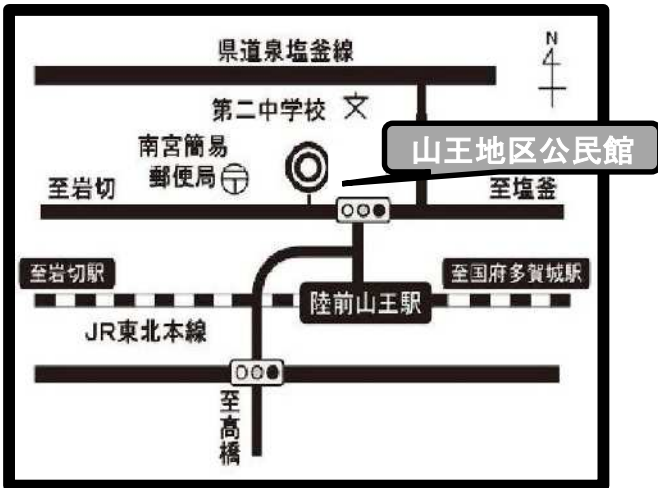 県道泉塩釜線
N
第二中学校
南宮簡易
郵便局
山王地区公民館
至岩切
至塩釜
至岩切駅
至国府多賀城駅
陸前山王駅
JR東北本線
至高橋